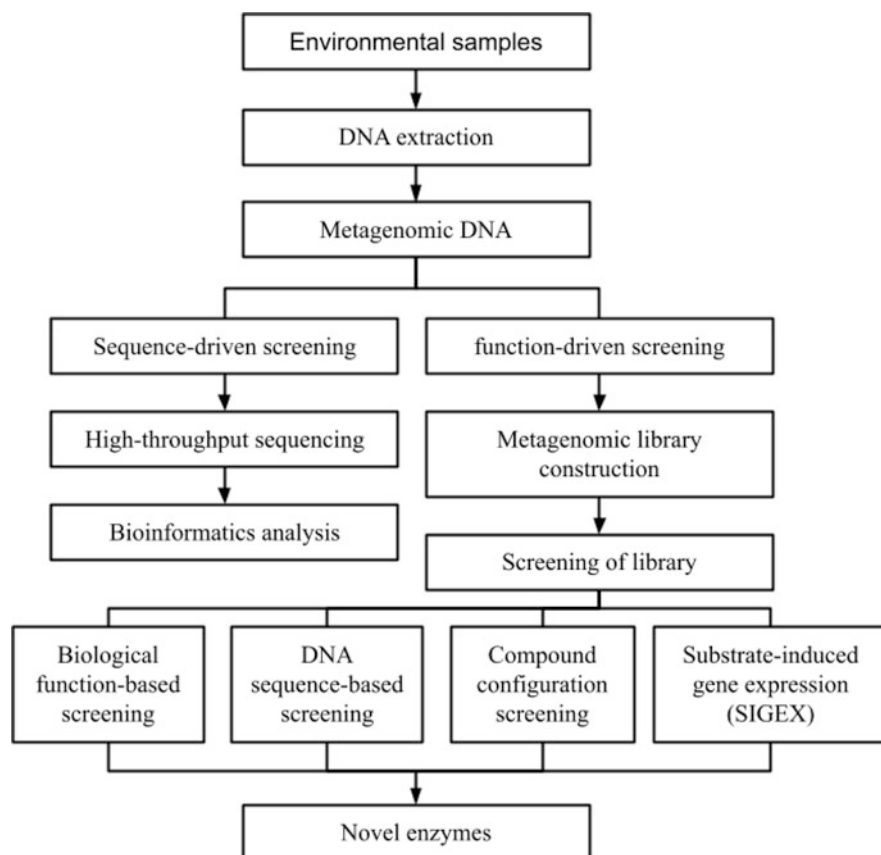 Environmental samples
DNA extraction
Metagenomic DNA
Sequence-driven screening
function-driven screening
High-throughput sequencing
Metagenomic library
construction
Bioinformatics analysis
Screening of library
Biological
function-based
screening
DNA
sequence-based
screening
Compound
configuration
screening
Substrate-induced
gene expression
(SIGEX)
Novel enzymes